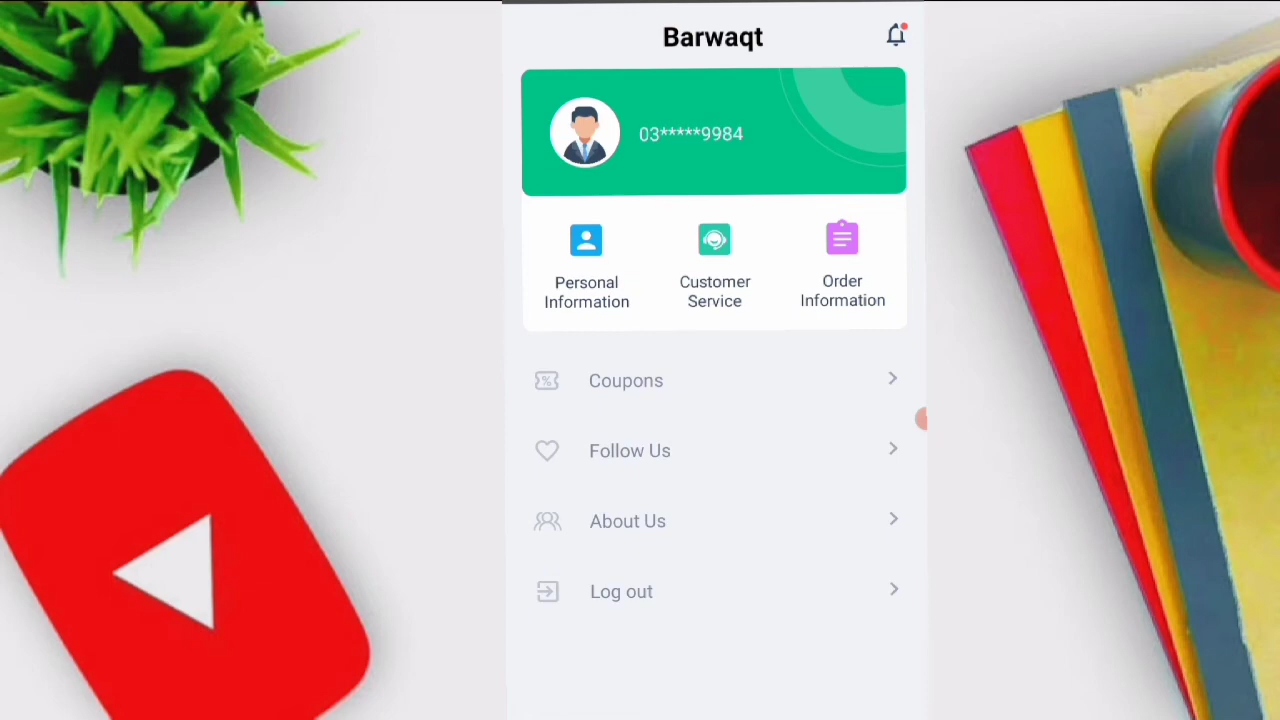 Barwaqt
03*****9984
Personal
Information
Customer
Service
Order
Information
Coupons
Follow Us
About Us
Log out